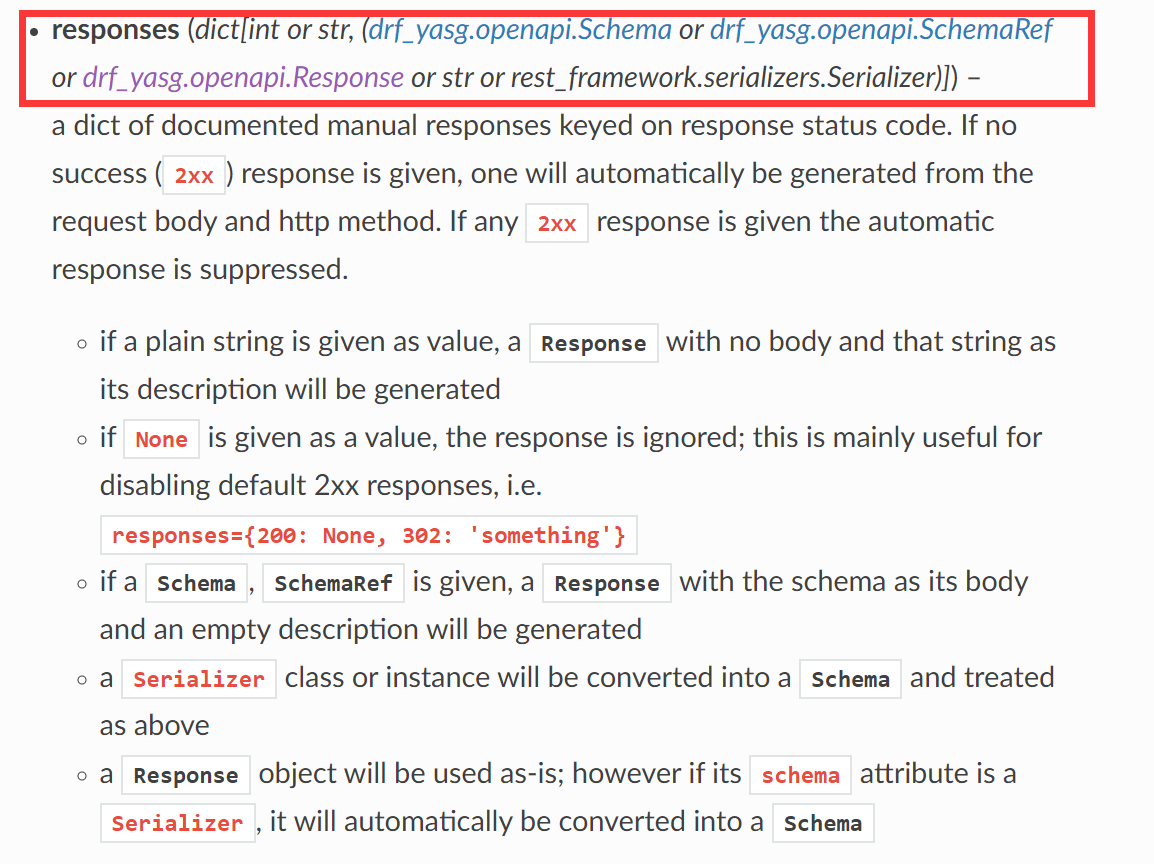 • responses (dict[int or str, (drf_yasg.openapi.Schema or drf_yasg.openapi.SchemaRef
or drf_yasg.openapi.Response or str or rest_framework.serializers.Serializer)]) –
a dict of documented manual responses keyed on response status code. If no
success ( 2xx ) response is given, one will automatically be generated from the
request body and http method. If any 2xx response is given the automatic
response is suppressed.
◦ if a plain string is given as value, a Response with no body and that string as
its description will be generated
◦ if None is given as a value, the response is ignored; this is mainly useful for
disabling default 2xx responses, i.e.
responses={200: None, 302: 'something'}
◦ if a Schema , SchemaRef is given, a Response with the schema as its body
and an empty description will be generated
◦ a Serializer class or instance will be converted into a Schema and treated
as above
◦ a Response object will be used as-is; however if its schema attribute is a
Serializer , it will automatically be converted into a Schema